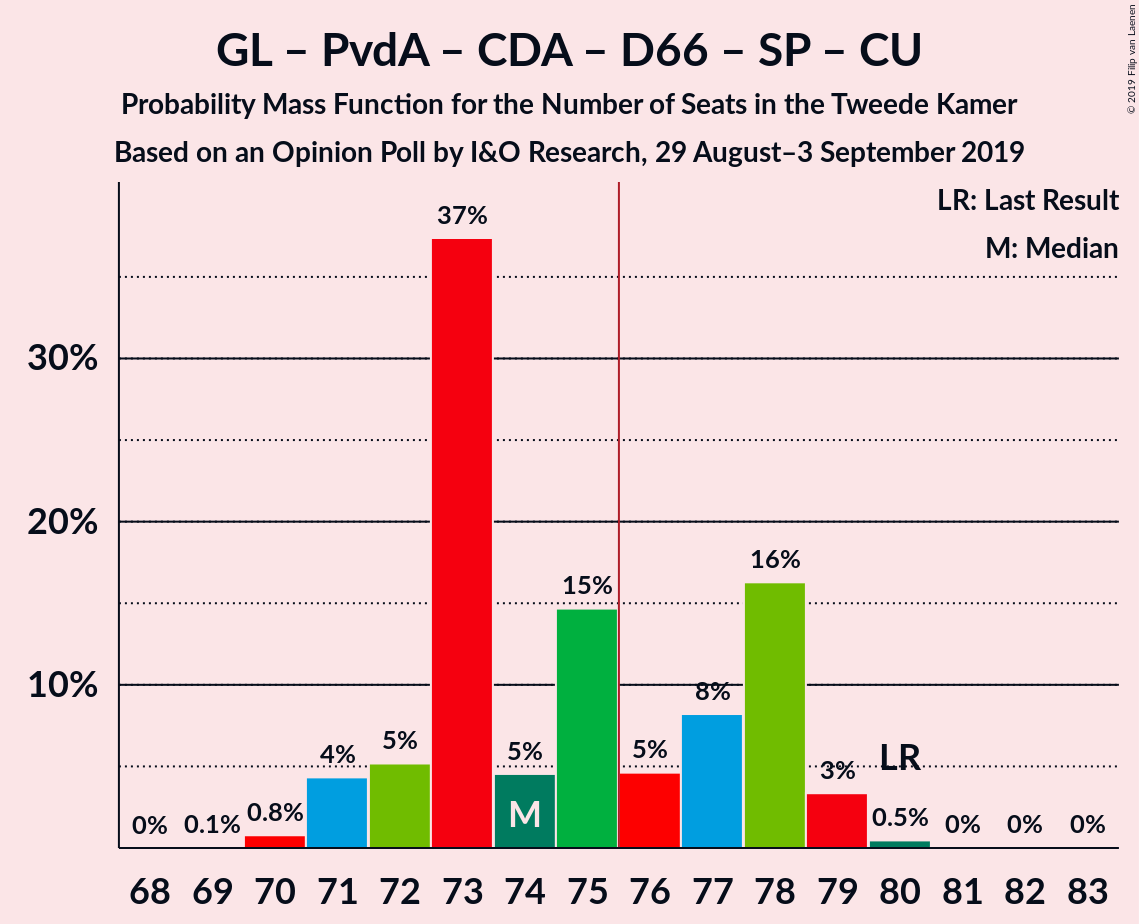 GL – PvdA – CDA – D66 – SP – CU
Probability Mass Function for the Number of Seats in the Tweede Kamer
Based on an Opinion Poll by I&O Research, 29 August–3 September 2019
© 2019 Filip van Laenen
LR: Last Result
M: Median
30%
20%
10%
0%
0.1%
0.8%
4%
5%
37%
5%
15%
5%
8%
16%
3%
0.5%
0%
0%
0%
M
LR
68 69 70 71 72 73 74 75 76 77 78 79 80 81 82 83